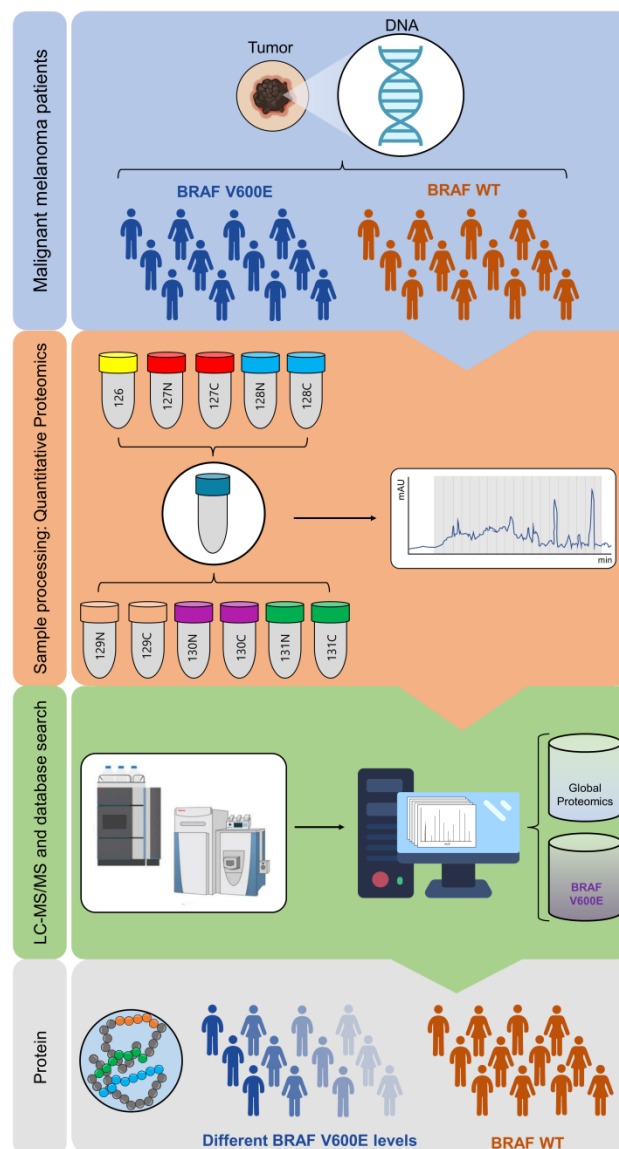 Malignant melanoma patients
Tumor
DNA
BRAF V600E
BRAF WT
Sample processing: Quantitative Proteomics
126
127N
127C
128N
128C
mAU
min
129N
129C
130N
130C
131N
131C
LC-MS/MS and database search
Global
Proteomics
BRAF
V600E
Protein
Different BRAF V600E levels
BRAF WT